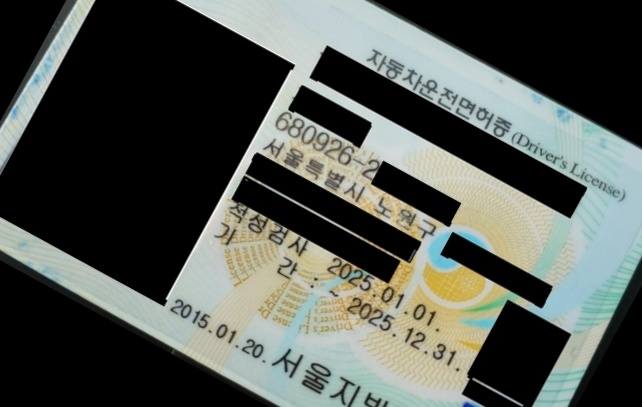 자동차운전면허증 (Driver's License)
680926-2
서울특별시 노원구
적성검사 2025.01.01.
기 간 : ~ 2025.12.31.
2015.01.20. 서울지방